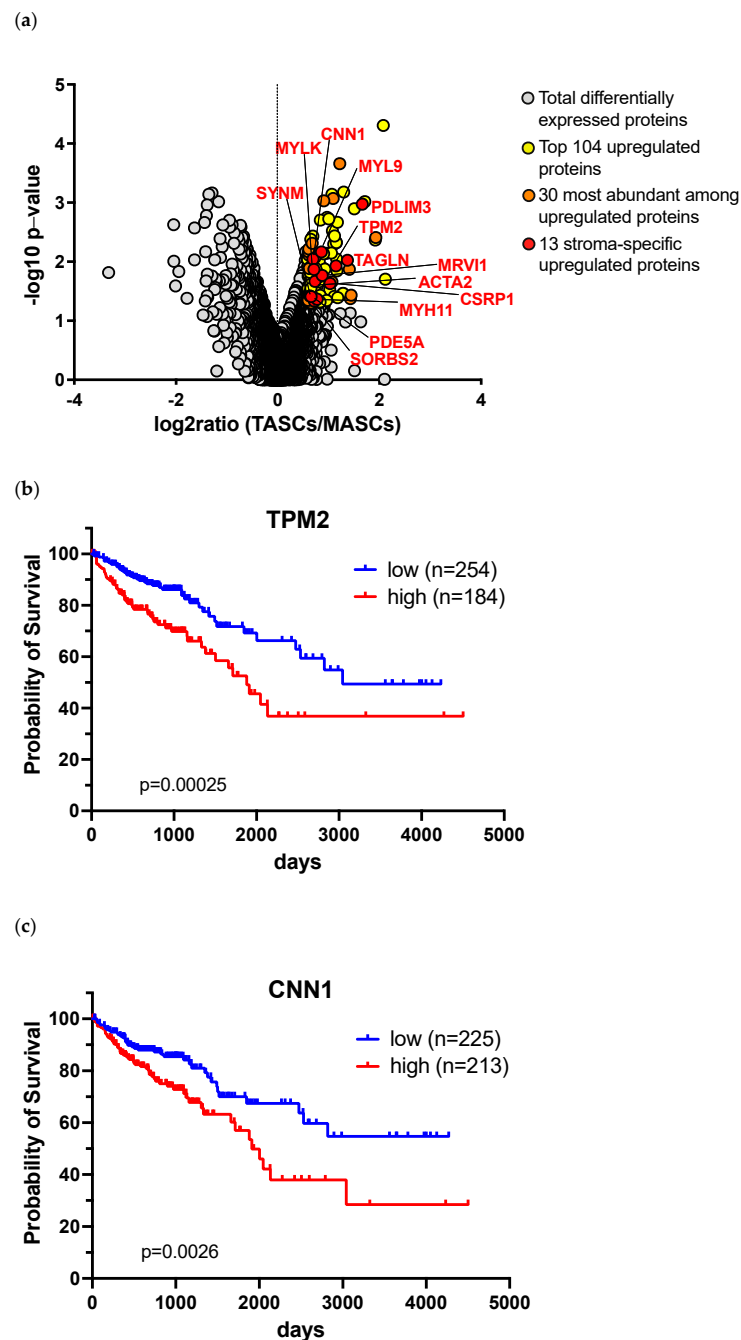 (a)
5
4
3
2
1
0
-log10 p-value
-4
-2
0
2
4
log2ratio (TASCs/MASCs)
CNN1
MYLK
MYL9
SYNM
PDLIM3
TPM2
TAGLN
MRVI1
ACTA2
CSRP1
MYH11
PDE5A
SORBS2
Total differentially
expressed proteins
Top 104 upregulated
proteins
30 most abundant among
upregulated proteins
13 stroma-specific
upregulated proteins
(b)
TPM2
100
80
60
40
20
0
Probability of Survival
low (n=254)
high (n=184)
p=0.00025
0
1000
2000
3000
4000
5000
days
(c)
CNN1
100
80
60
40
20
0
Probability of Survival
low (n=225)
high (n=213)
p=0.0026
0
1000
2000
3000
4000
5000
days